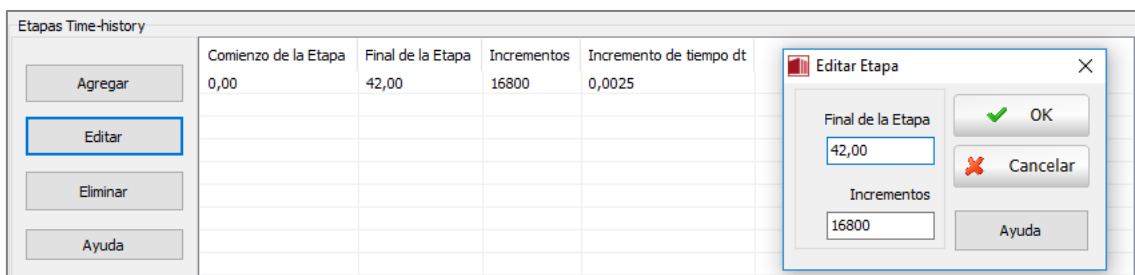 Etapas Time-history
Comienzo de la Etapa Final de la Etapa Incrementos Incremento de tiempo dt
0,00 42,00 16800 0,0025
Agregar
Editar
Eliminar
Ayuda
Editar Etapa
Final de la Etapa
42,00
Incrementos
16800
OK
Cancelar
Ayuda